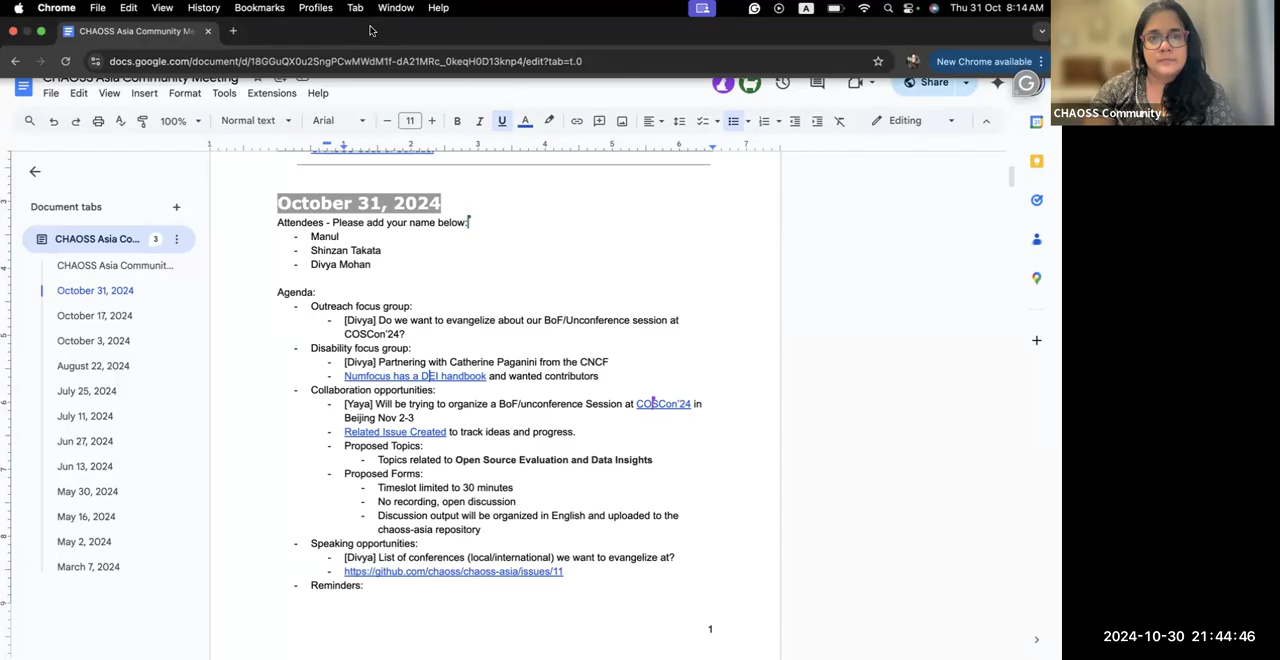 Chrome File Edit View History Bookmarks Profiles Tab Window Help A Thu 31 Oct 8:14 AM
CHAOSS Asia Community Me
docs.google.com/document/d/18GGuQX0u2SngPCwMWdM1f-dA21MRc_0keqH0D13knp4/edit?tab=t.0 New Chrome available
CHAOSS Asia Community Meeting
File Edit View Insert Format Tools Extensions Help Share
100% Normal text Arial 11 B I U A Editing
CHAOSS Community
1 1 2 3 4 5 6 7
Document tabs
CHAOSS Asia Co... 3
CHAOSS Asia Communit...
October 31, 2024
October 17, 2024
October 3, 2024
August 22, 2024
July 25, 2024
July 11, 2024
Jun 27, 2024
Jun 13, 2024
May 30, 2024
May 16, 2024
May 2, 2024
March 7, 2024
October 31, 2024
Attendees - Please add your name below:
- Manul
- Shinzan Takata
- Divya Mohan
Agenda:
- Outreach focus group:
- [Divya] Do we want to evangelize about our BoF/Unconference session at
COSCon'24?
- Disability focus group:
- [Divya] Partnering with Catherine Paganini from the CNCF
- Numfocus has a DEI handbook and wanted contributors
- Collaboration opportunities:
- [Yaya] Will be trying to organize a BoF/unconference Session at COSCon'24 in
Beijing Nov 2-3
- Related Issue Created to track ideas and progress.
- Proposed Topics:
- Topics related to Open Source Evaluation and Data Insights
- Proposed Forms:
- Timeslot limited to 30 minutes
- No recording, open discussion
- Discussion output will be organized in English and uploaded to the
chaoss-asia repository
- Speaking opportunities:
- [Divya] List of conferences (local/international) we want to evangelize at?
- https://github.com/chaoss/chaoss-asia/issues/11
- Reminders:
1
2024-10-30 21:44:46